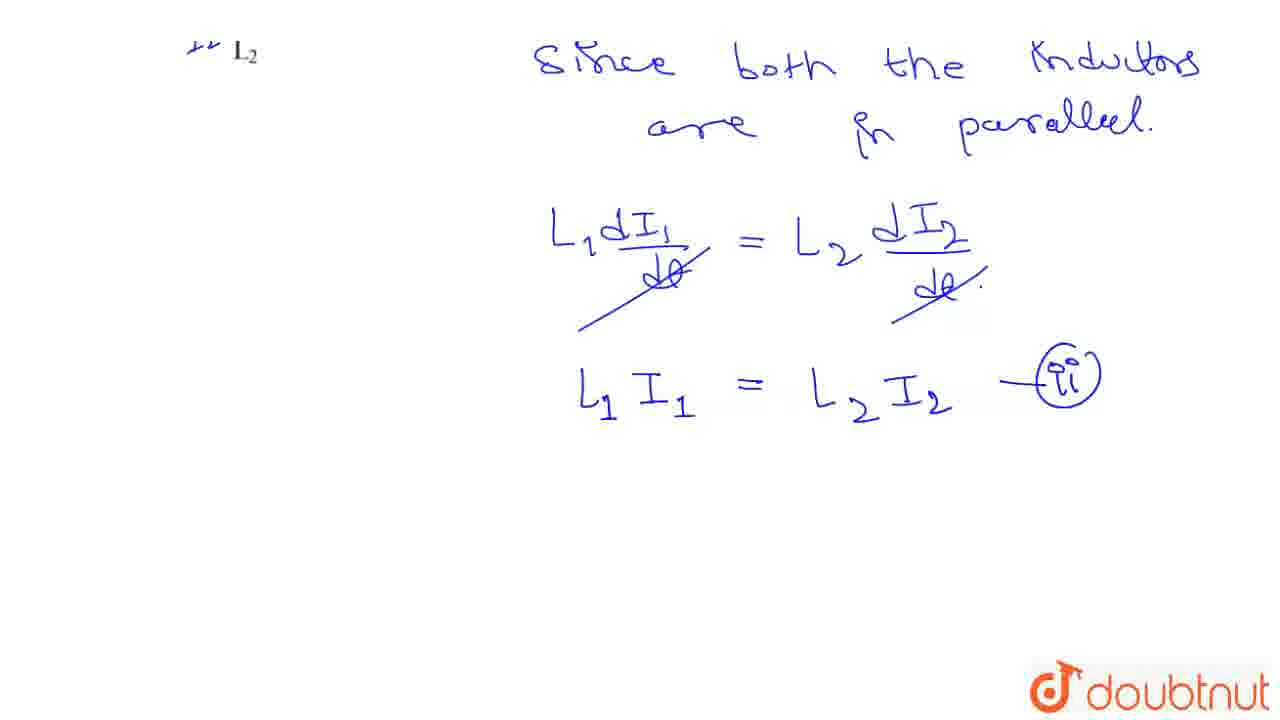 L₂
Since both the inductors
are in parallel.
L₁ dI₁/dt = L₂ dI₂/dt
L₁ I₁ = L₂ I₂ — ii
doubtnut